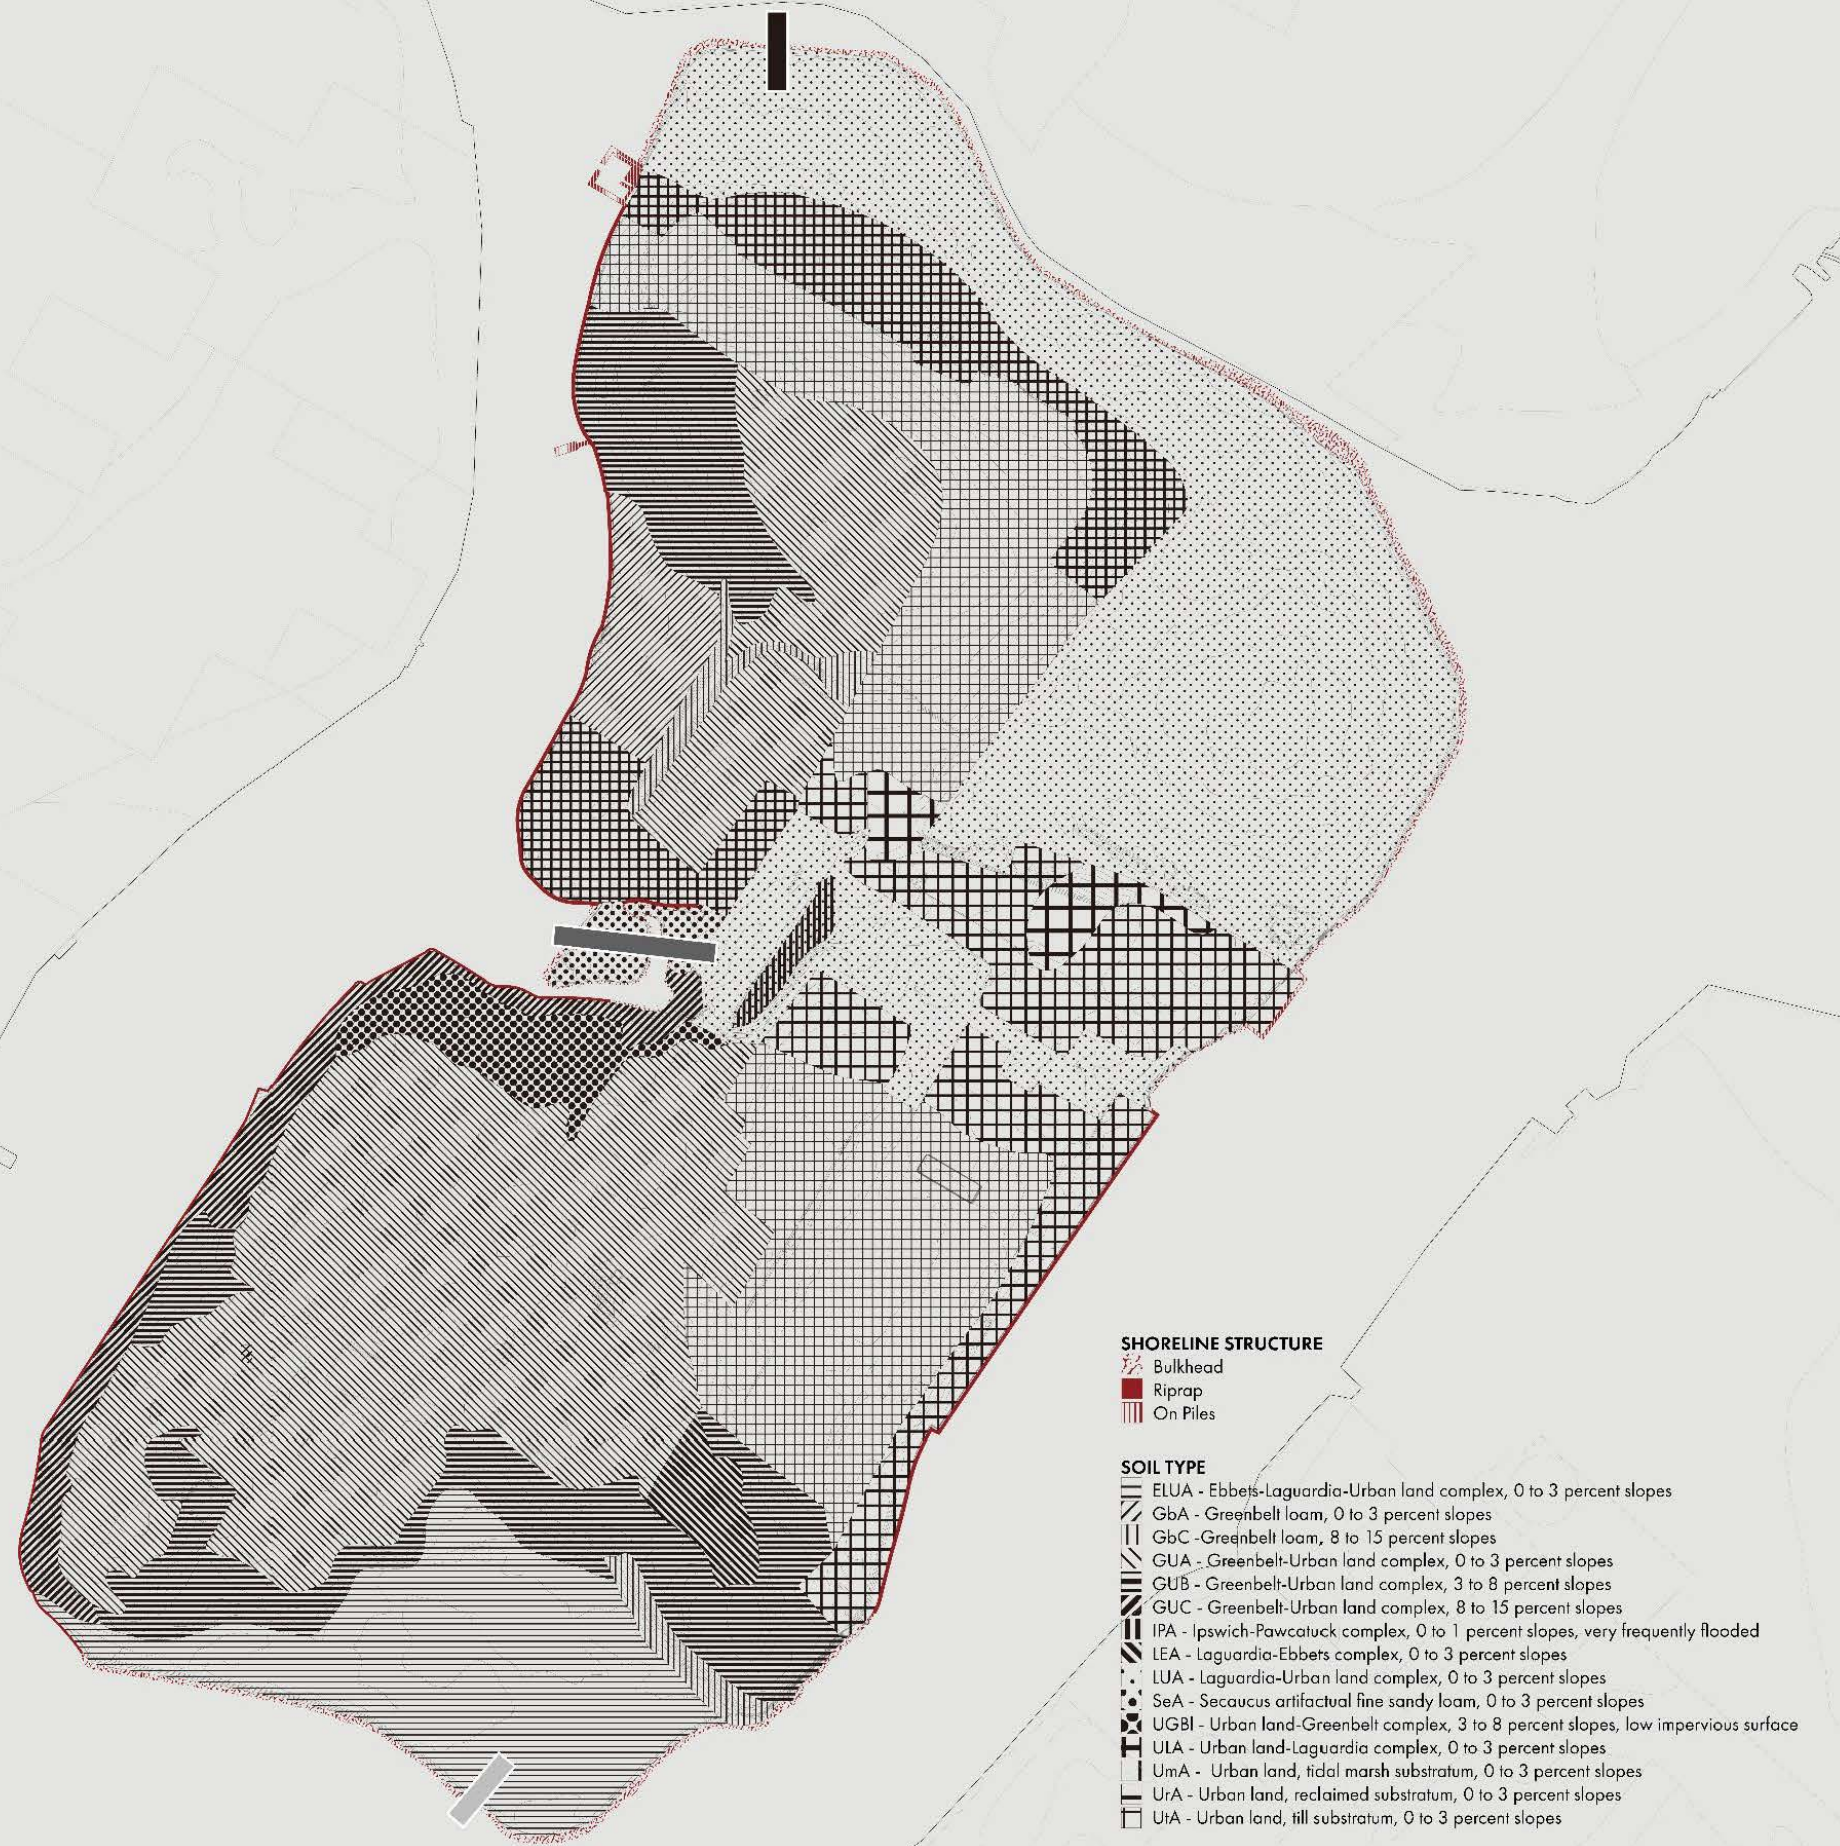 SHORELINE STRUCTURE
Bulkhead
Riprap
On Piles
SOIL TYPE
ELUA - Ebbets-Laguardia-Urban land complex, 0 to 3 percent slopes
GbA - Greenbelt loam, 0 to 3 percent slopes
GbC -Greenbelt loam, 8 to 15 percent slopes
GUA - Greenbelt-Urban land complex, 0 to 3 percent slopes
GUB - Greenbelt-Urban land complex, 3 to 8 percent slopes
GUC - Greenbelt-Urban land complex, 8 to 15 percent slopes
IPA - Ipswich-Pawcatuck complex, 0 to 1 percent slopes, very frequently flooded
LEA - Laguardia-Ebbets complex, 0 to 3 percent slopes
LUA - Laguardia-Urban land complex, 0 to 3 percent slopes
SeA - Secaucus artifactual fine sandy loam, 0 to 3 percent slopes
UGBI - Urban land-Greenbelt complex, 3 to 8 percent slopes, low impervious surface
ULA - Urban land-Laguardia complex, 0 to 3 percent slopes
UmA - Urban land, tidal marsh substratum, 0 to 3 percent slopes
UrA - Urban land, reclaimed substratum, 0 to 3 percent slopes
UtA - Urban land, till substratum, 0 to 3 percent slopes